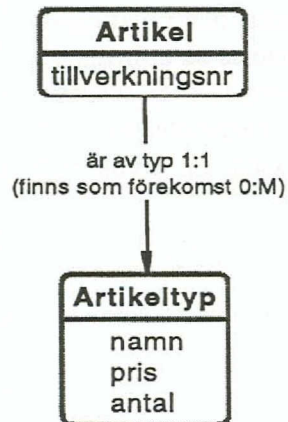 Artikel
tillverkningsnr
är av typ 1:1
(finns som förekomst 0:M)
Artikeltyp
namn
pris
antal